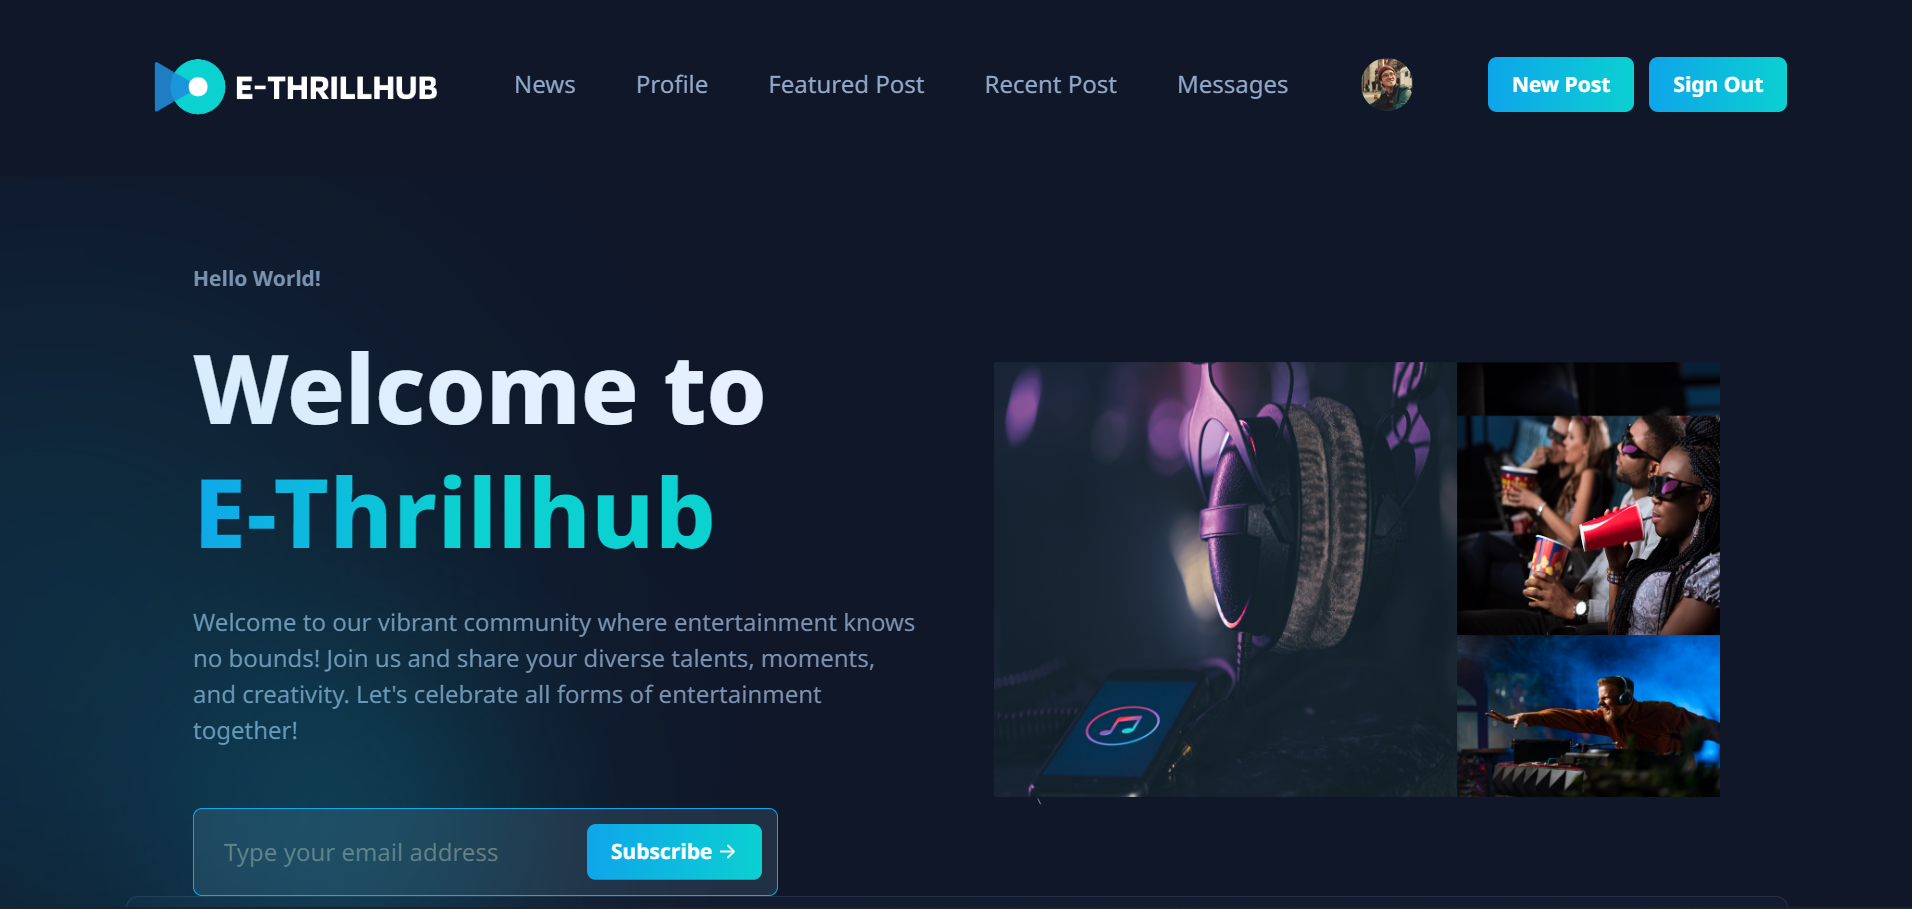 E-THRILLHUB
News
Profile
Featured Post
Recent Post
Messages
New Post
Sign Out
Hello World!
Welcome to
E-Thrillhub
Welcome to our vibrant community where entertainment knows
no bounds! Join us and share your diverse talents, moments,
and creativity. Let's celebrate all forms of entertainment
together!
Type your email address
Subscribe →